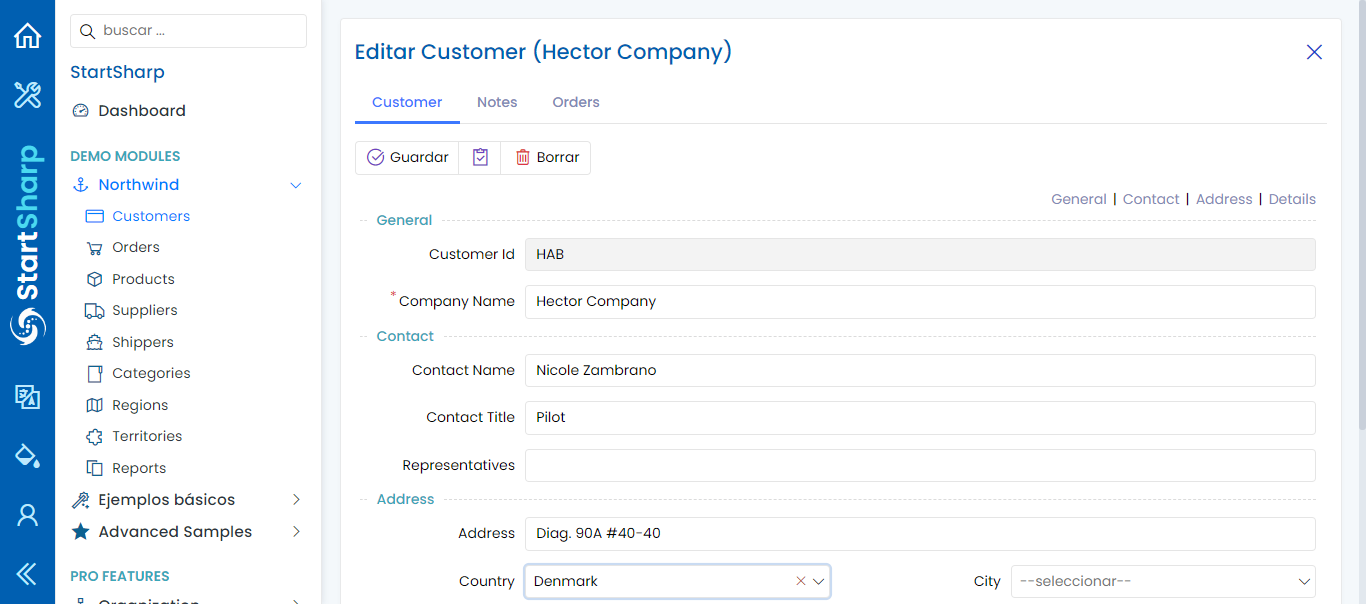 buscar ...
StartSharp
Dashboard
DEMO MODULES
Northwind
Customers
Orders
Products
Suppliers
Shippers
Categories
Regions
Territories
Reports
Ejemplos básicos
Advanced Samples
PRO FEATURES
Organization
StartSharp
Editar Customer (Hector Company)
Customer Notes Orders
Guardar Borrar
General | Contact | Address | Details
General
Customer Id HAB
* Company Name Hector Company
Contact
Contact Name Nicole Zambrano
Contact Title Pilot
Representatives
Address
Address Diag. 90A #40-40
Country Denmark City --seleccionar--